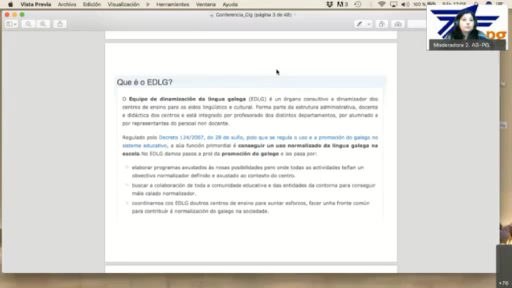 Vista Previa Archivo Edición Visualización Ir Herramientas Ventana Ayuda
Conferencia_Cig (página 3 de 48)
Moderadora 2. AS-PG.
Que é o EDLG?
O Equipo de dinamización da lingua galega (EDLG) é un órgano consultivo e dinamizador dos
centros de ensino para os eidos lingüístico e cultural. Forma parte da estrutura administrativa, docente
e didáctica dos centros e está integrado por profesorado dos distintos departamentos, por alumnado e
por representantes do persoal non docente.
Regulado polo Decreto 124/2007, do 28 de xuño, polo que se regula o uso e a promoción do galego no
sistema educativo, a súa función primordial é conseguir un uso normalizado da lingua galega na
escola. No EDLG damos pasos a prol da promoción do galego e iso pasa por:
elaborar programas axustados ás nosas posibilidades pero onde todas as actividades teñan un
obxectivo normalizador definido e axustado ao contexto do centro.
buscar a colaboración de toda a comunidade educativa e das entidades da contorna para conseguir
máis calado normalizador.
coordinarnos cos EDLG doutros centros de ensino para xuntar esforzos, facer unha fronte común
para contribuír á normalización do galego na sociedade.
+76